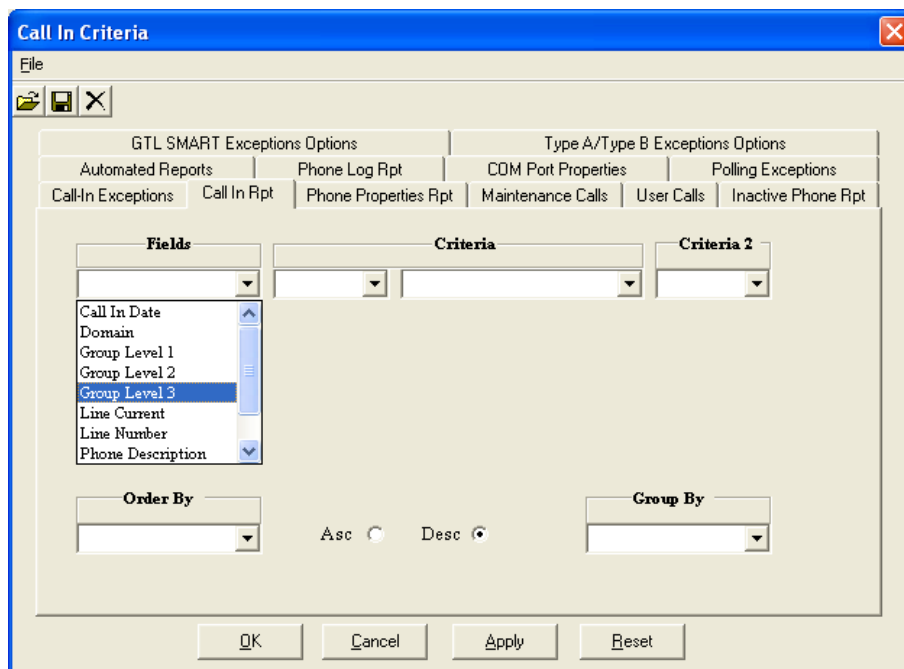 Call In Criteria
File
GTL SMART Exceptions Options Type A/Type B Exceptions Options
Automated Reports Phone Log Rpt COM Port Properties Polling Exceptions
Call-In Exceptions Call In Rpt Phone Properties Rpt Maintenance Calls User Calls Inactive Phone Rpt
Fields Criteria Criteria 2
Call In Date
Domain
Group Level 1
Group Level 2
Group Level 3
Line Current
Line Number
Phone Description
Order By Group By
Asc Desc
OK Cancel Apply Reset